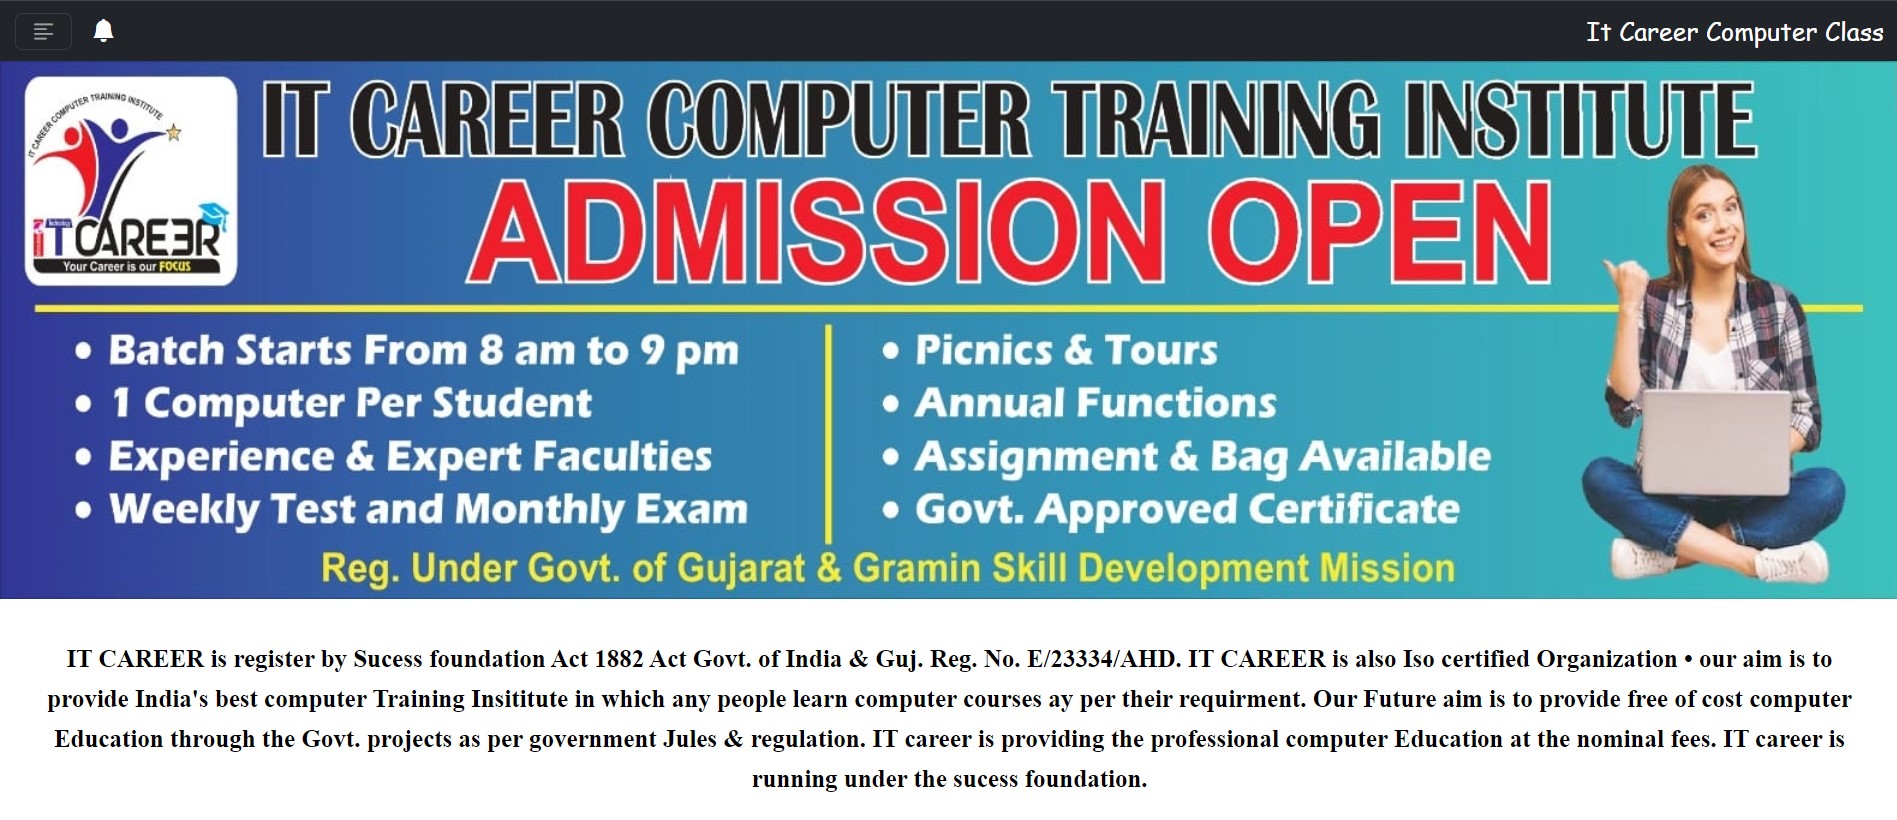 It Career Computer Class
IT CAREER COMPUTER TRAINING INSTITUTE
IT CAREER COMPUTER TRAINING INSTITUTE
ADMISSION OPEN
iT CAREER
Your Career is our FOCUS
• Batch Starts From 8 am to 9 pm
• 1 Computer Per Student
• Experience & Expert Faculties
• Weekly Test and Monthly Exam
• Picnics & Tours
• Annual Functions
• Assignment & Bag Available
• Govt. Approved Certificate
Reg. Under Govt. of Gujarat & Gramin Skill Development Mission
IT CAREER is register by Sucess foundation Act 1882 Act Govt. of India & Guj. Reg. No. E/23334/AHD. IT CAREER is also Iso certified Organization • our aim is to
provide India's best computer Training Insititute in which any people learn computer courses ay per their requirment. Our Future aim is to provide free of cost computer
Education through the Govt. projects as per government Jules & regulation. IT career is providing the professional computer Education at the nominal fees. IT career is
running under the sucess foundation.